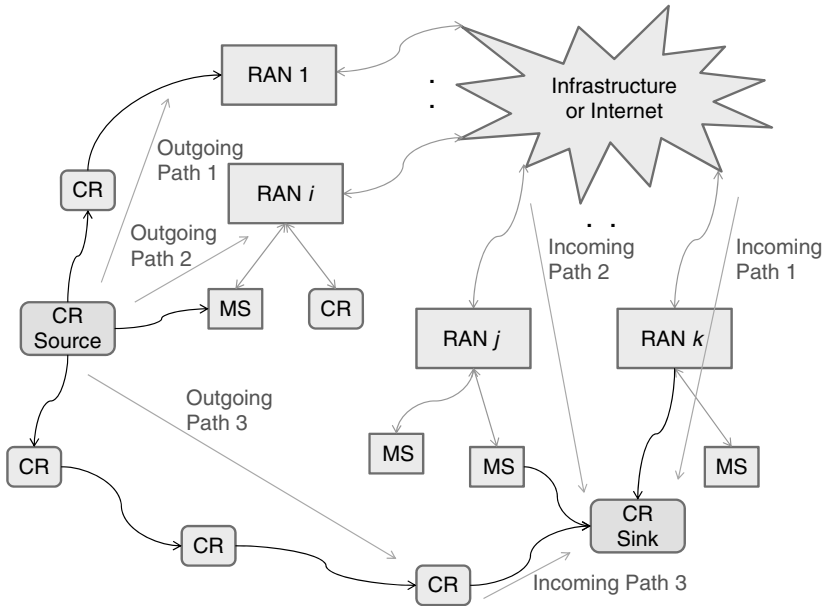 RAN 1
Infrastructure
or Internet
Outgoing
Path 1
CR
RAN i
Outgoing
Path 2
Incoming
Path 2
Incoming
Path 1
MS
CR
CR
Source
RAN j
RAN k
Outgoing
Path 3
MS
MS
MS
CR
CR
Sink
CR
CR
Incoming Path 3